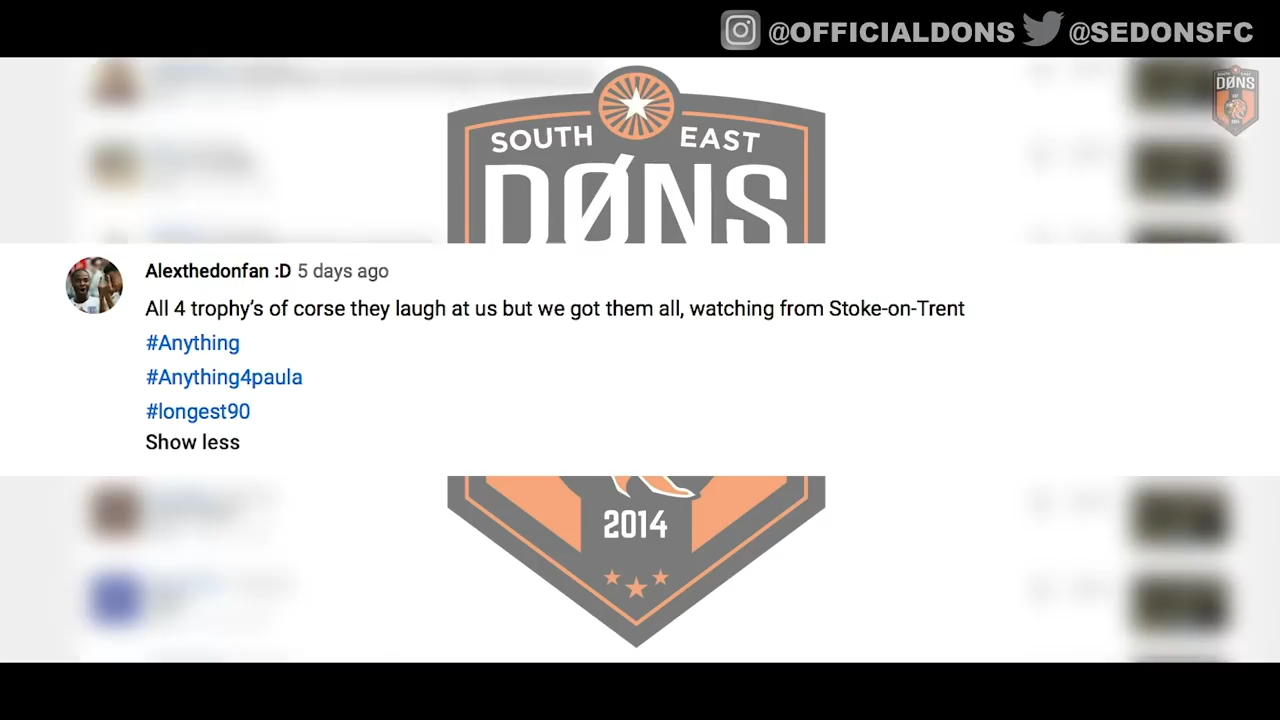 @OFFICIALDONS @SEDONSFC
DØNS
SOUTH EAST
DØNS
Alexthedonfan :D 5 days ago
All 4 trophy's of corse they laugh at us but we got them all, watching from Stoke-on-Trent
#Anything
#Anything4paula
#longest90
Show less
2014